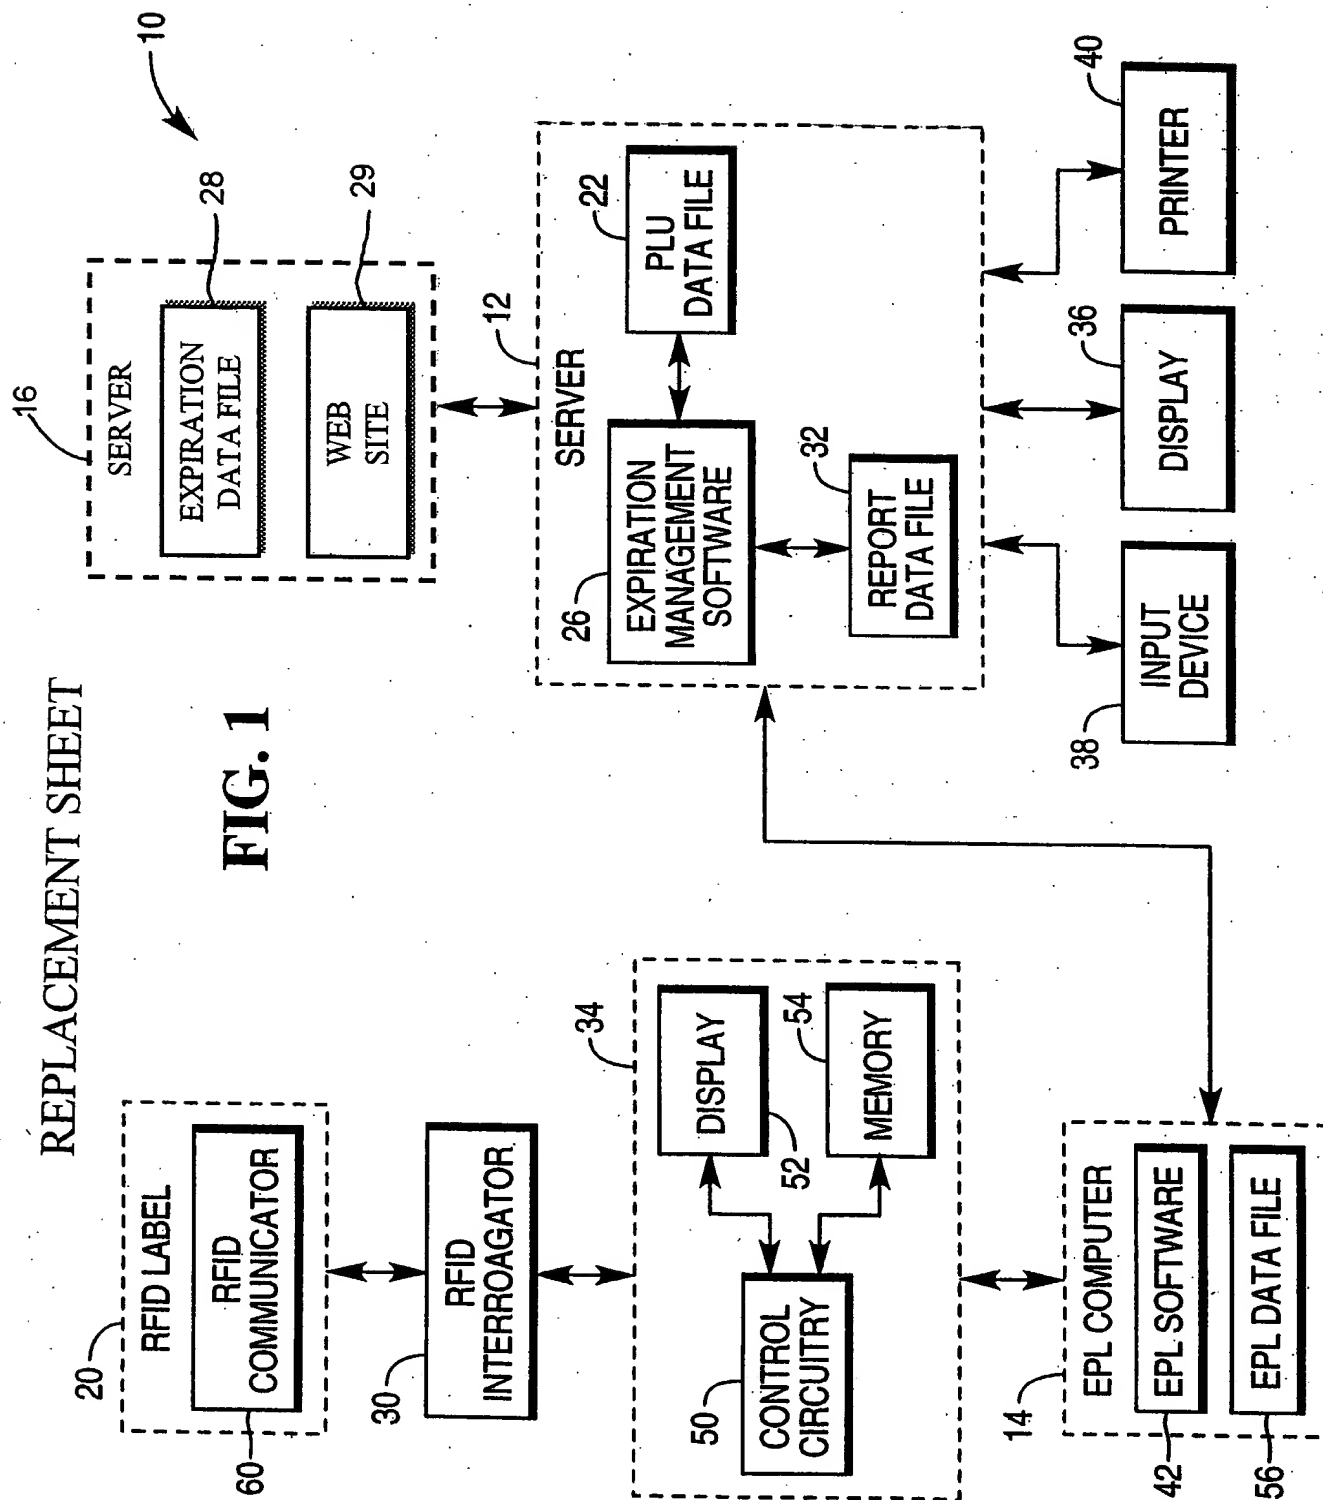 REPLACEMENT SHEET
FIG. 1
10
16
SERVER
EXPIRATION
DATA FILE
28
WEB
SITE
29
12
SERVER
26
EXPIRATION
MANAGEMENT
SOFTWARE
22
PLU
DATA FILE
32
REPORT
DATA FILE
38
INPUT
DEVICE
36
DISPLAY
40
PRINTER
20
RFID LABEL
RFID
COMMUNICATOR
60
30
RFID
INTERROAGATOR
34
50
CONTROL
CIRCUITRY
DISPLAY
52
54
MEMORY
14
EPL COMPUTER
EPL SOFTWARE
42
EPL DATA FILE
56